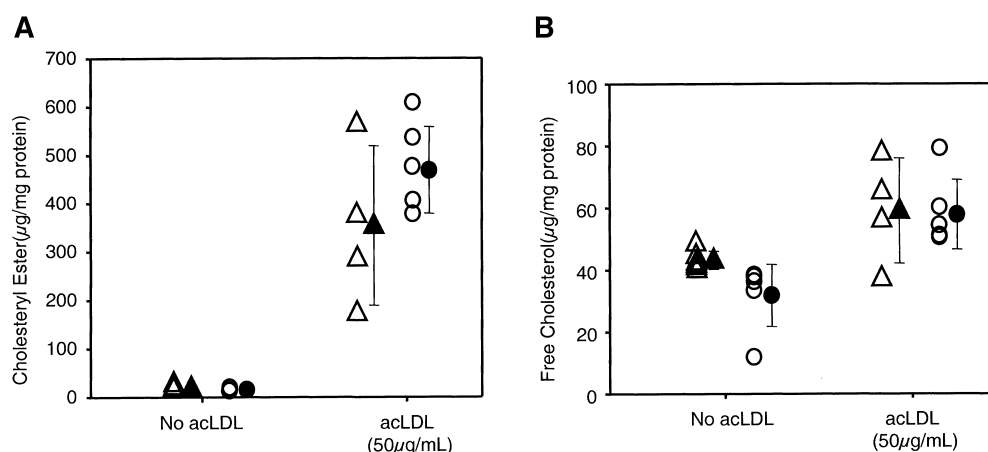 A
B
Cholesteryl Ester(µg/mg protein)
700
600
500
400
300
200
100
0
No acLDL
acLDL
(50µg/mL)
Free Cholesterol(µg/mg protein)
100
80
60
40
20
0
No acLDL
acLDL
(50µg/mL)